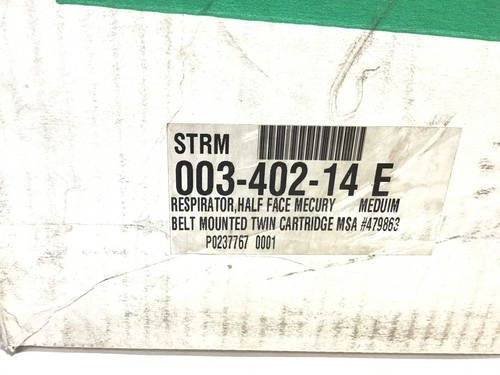 STRM
003-402-14 E
RESPIRATOR,HALF FACE MECURY MEDUIM
BELT MOUNTED TWIN CARTRIDGE MSA #479863
P0237767 0001